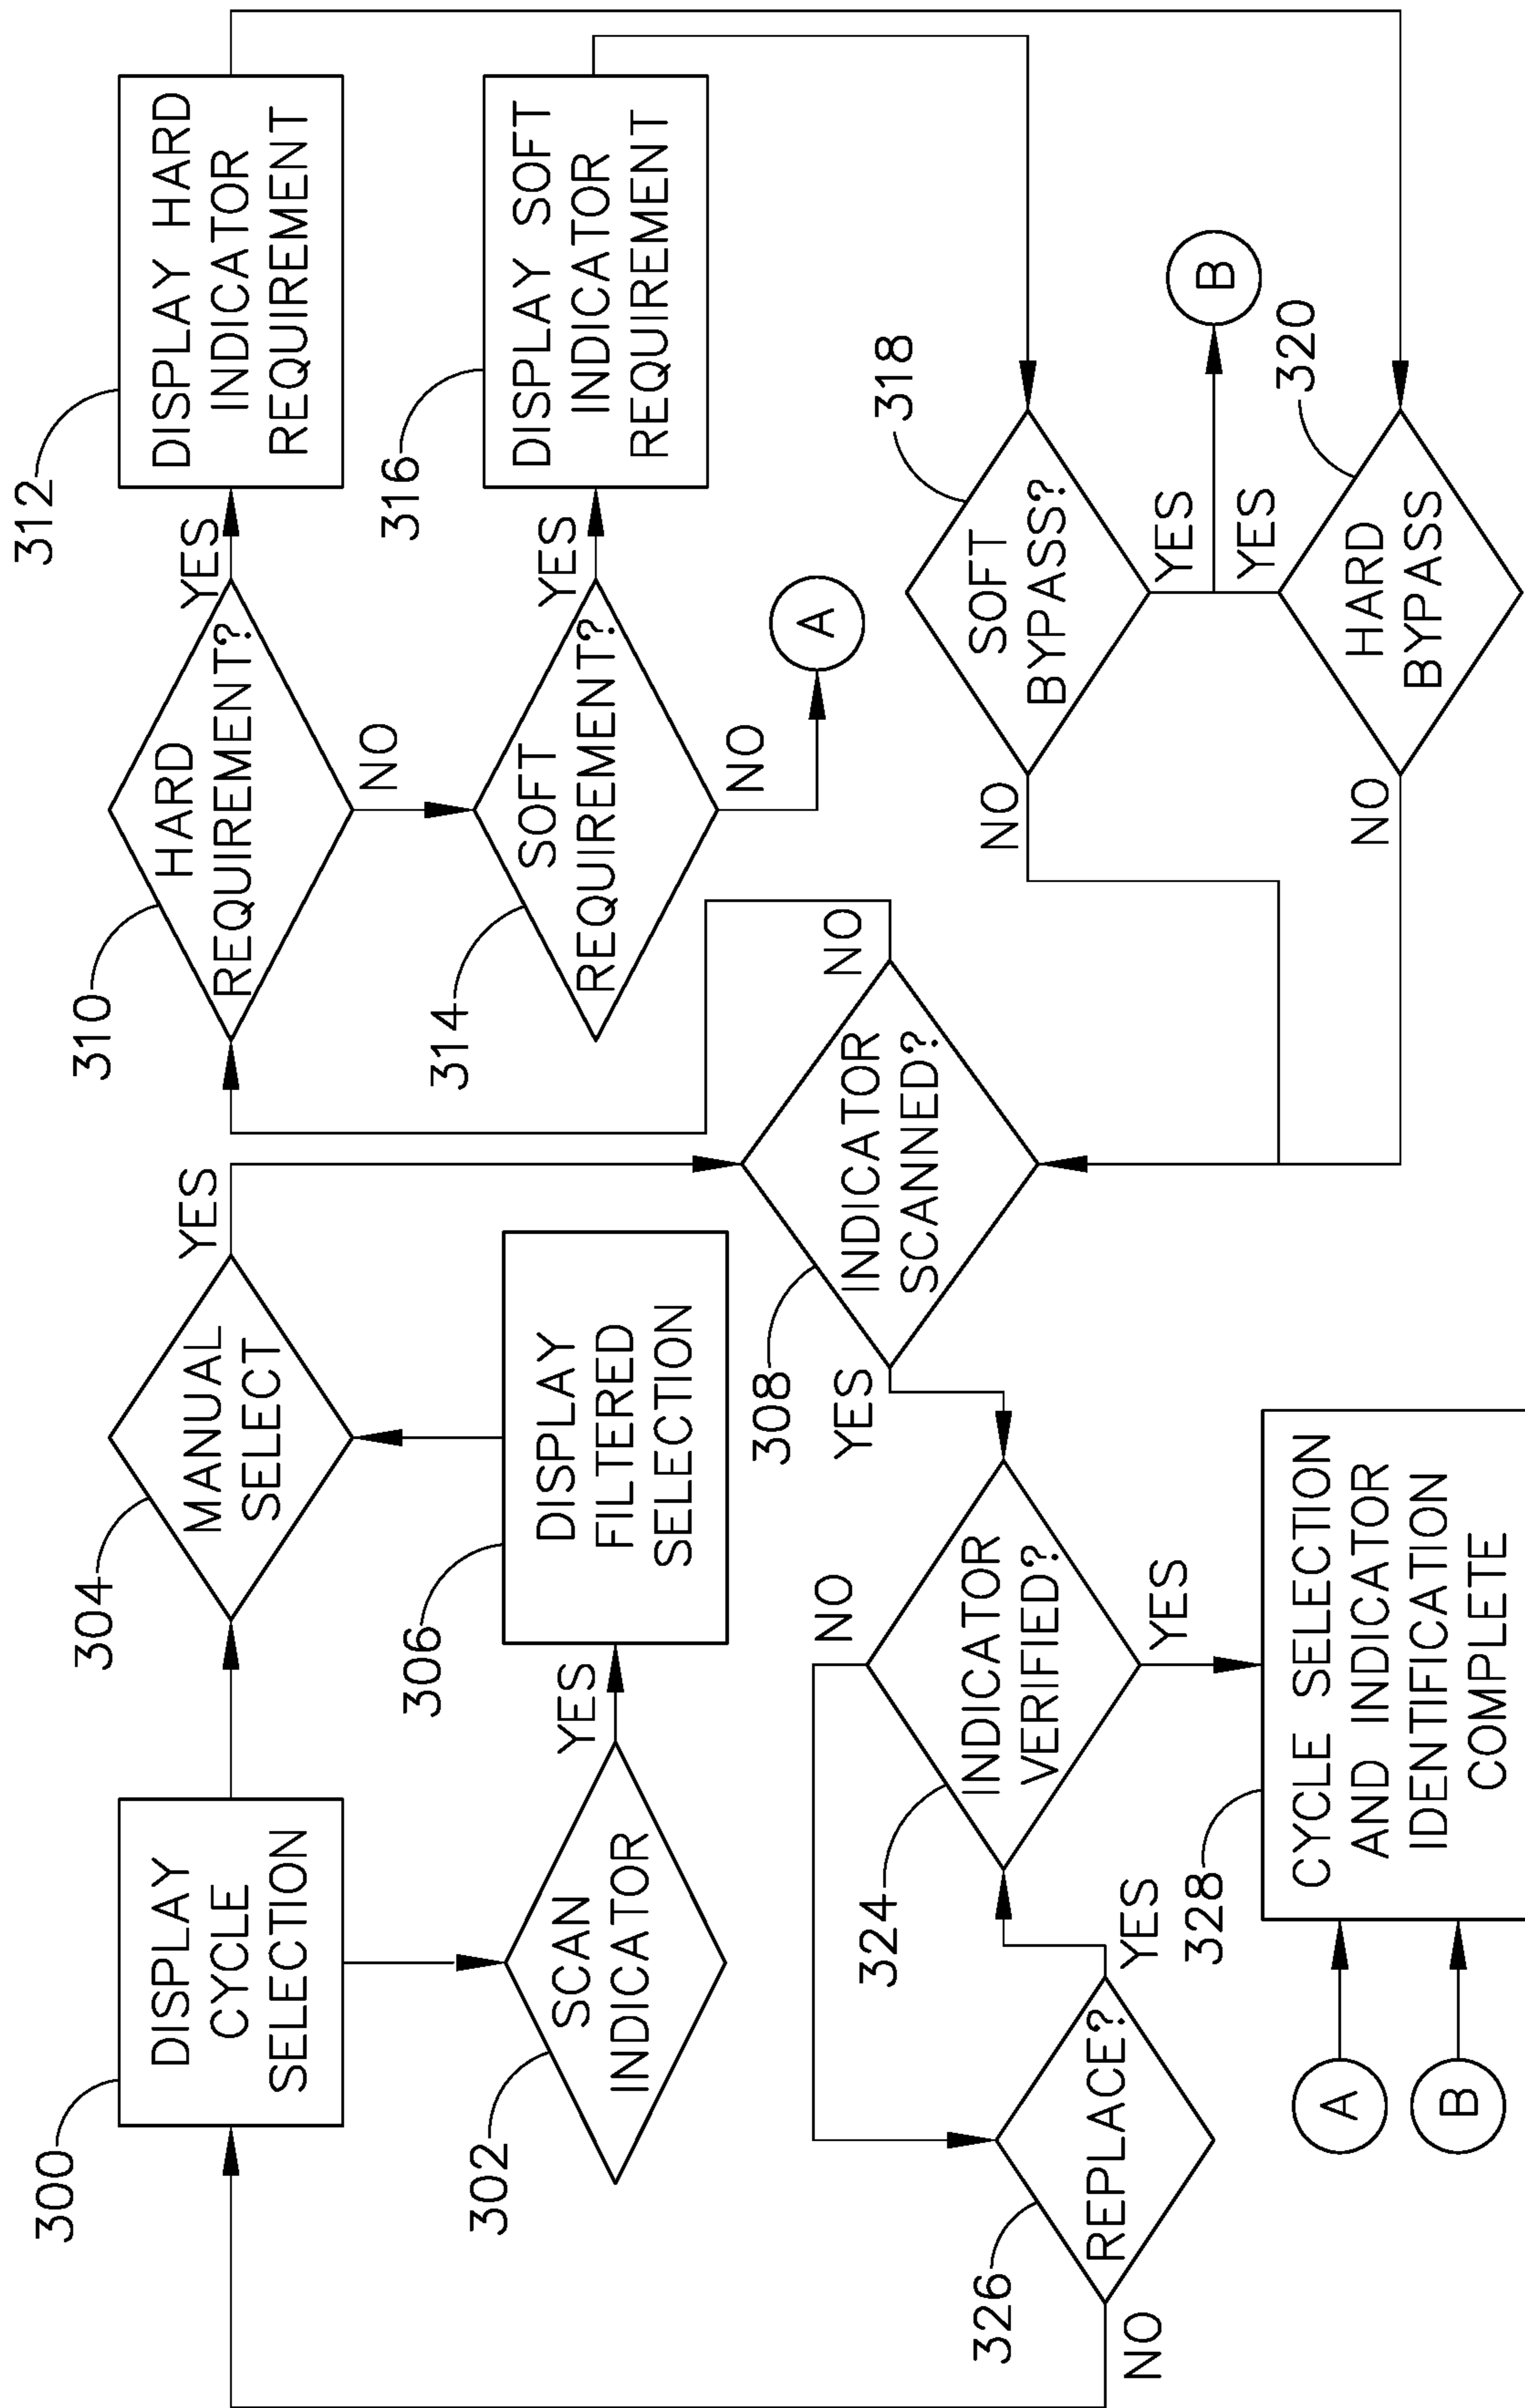 300
DISPLAY
CYCLE
SELECTION
304
MANUAL
SELECT
YES
310
HARD
REQUIREMENT?
YES
NO
312
DISPLAY HARD
INDICATOR
REQUIREMENT
302
SCAN
INDICATOR
YES
306
DISPLAY
FILTERED
SELECTION
314
SOFT
REQUIREMENT?
YES
NO
A
316
DISPLAY SOFT
INDICATOR
REQUIREMENT
308
INDICATOR
SCANNED?
YES
NO
318
SOFT
BYPASS?
NO
YES
B
326
REPLACE?
NO
YES
324
INDICATOR
VERIFIED?
NO
YES
320
HARD
BYPASS
NO
YES
A
B
328
CYCLE SELECTION
AND INDICATOR
IDENTIFICATION
COMPLETE